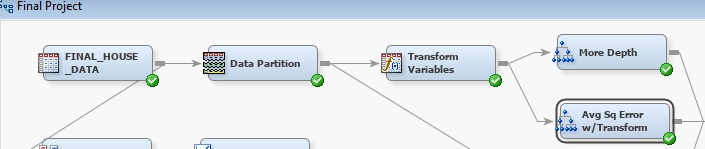 Final Project
FINAL_HOUSE
_DATA
Data Partition
Transform
Variables
More Depth
Avg Sq Error
w/Transform